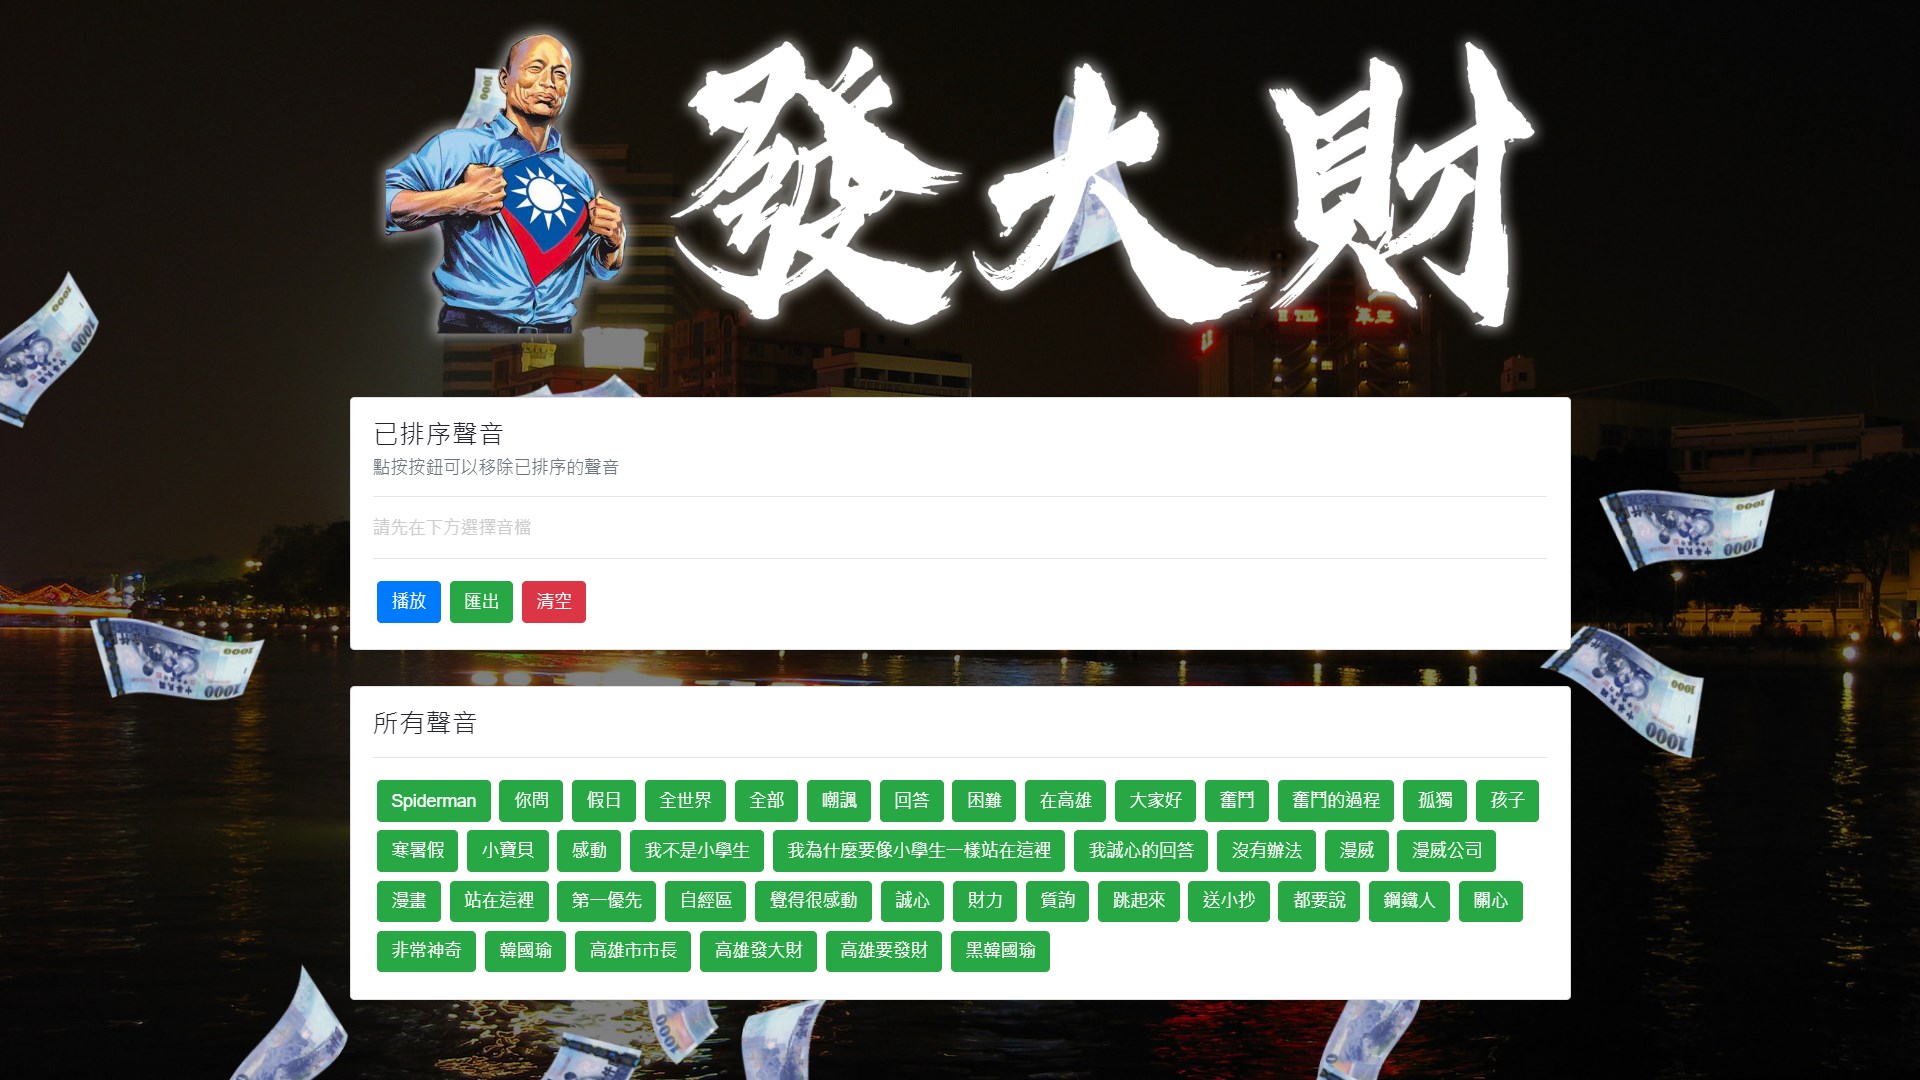 發大財
已排序聲音
點按按鈕可以移除已排序的聲音
請先在下方選擇音檔
播放 匯出 清空
所有聲音
Spiderman 你問 假日 全世界 全部 嘲諷 回答 困難 在高雄 大家好 奮鬥 奮鬥的過程 孤獨 孩子
寒暑假 小寶貝 感動 我不是小學生 我為什麼要像小學生一樣站在這裡 我誠心的回答 沒有辦法 漫威 漫威公司
漫畫 站在這裡 第一優先 自經區 覺得很感動 誠心 財力 質詢 跳起來 送小抄 都要說 鋼鐵人 關心
非常神奇 韓國瑜 高雄市市長 高雄發大財 高雄要發財 黑韓國瑜